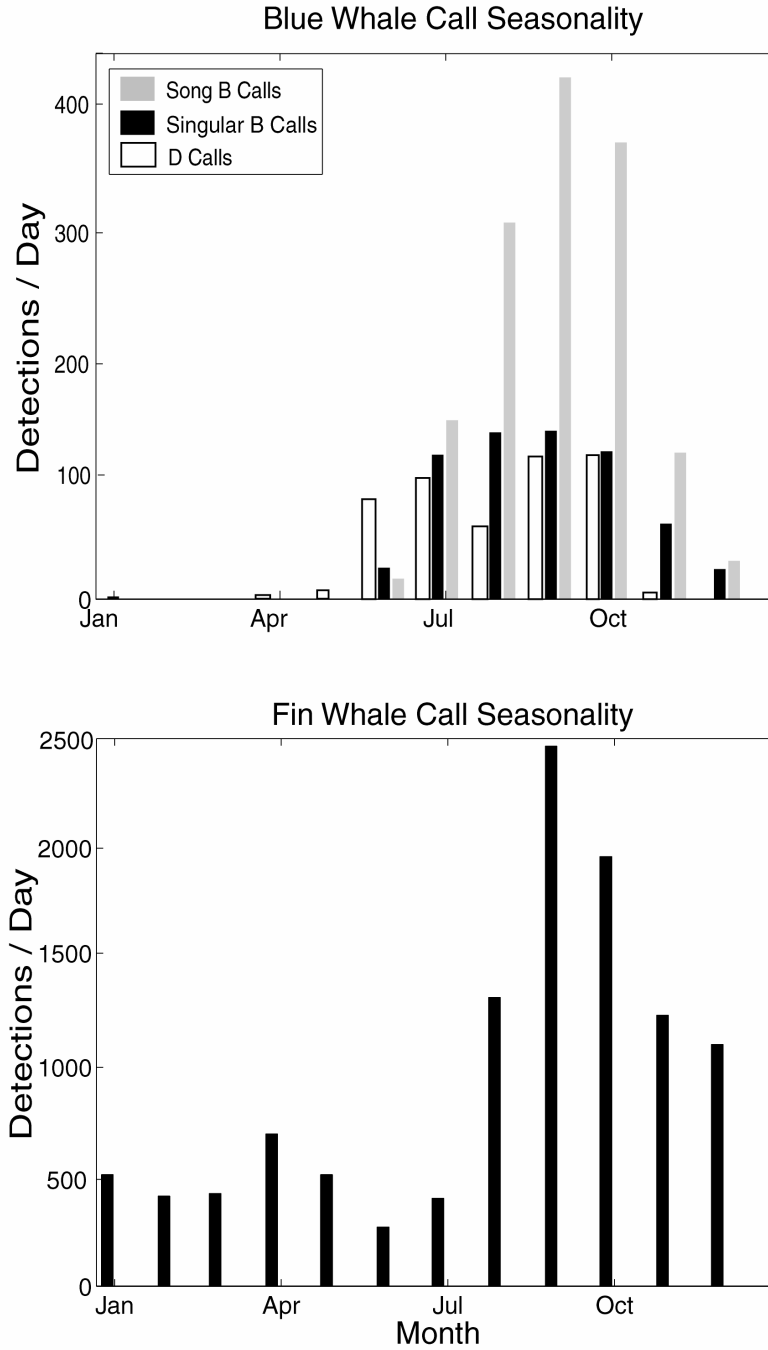 Blue Whale Call Seasonality
Song B Calls
Singular B Calls
D Calls
Detections / Day
400
300
200
100
0
Jan Apr Jul Oct
Fin Whale Call Seasonality
Detections / Day
2500
2000
1500
1000
500
0
Jan Apr Jul Oct
Month